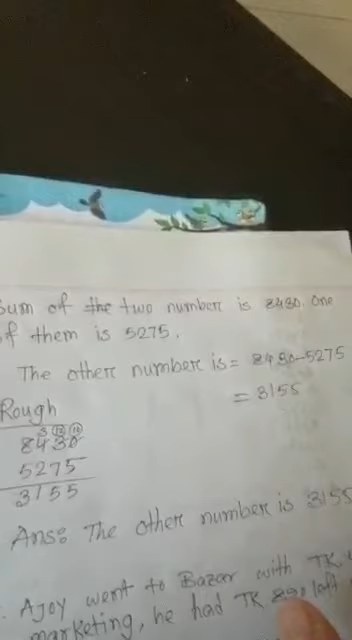 Sum of the two number is 8430. One
of them is 5275.
The other number is = 8430-5275
= 3155
Rough
8430
5275
3155
Ans: The other number is 3155
. Ajoy went to Bazar with TK
marketing, he had TK 890 left